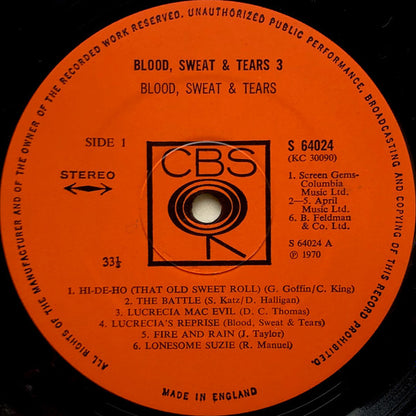 ALL RIGHTS OF THE MANUFACTURER AND OF THE OWNER OF THE RECORDED WORK RESERVED. UNAUTHORIZED PUBLIC PERFORMANCE, BROADCASTING AND COPYING OF THIS RECORD PROHIBITED.
BLOOD, SWEAT & TEARS 3
BLOOD, SWEAT & TEARS
SIDE 1
STEREO
CBS
S 64024
(KC 30090)
1. Screen Gems-
Columbia
Music Ltd.
2—5. April
Music Ltd.
6. B. Feldman
& Co. Ltd.
33⅓
S 64024 A
℗ 1970
1. HI-DE-HO (THAT OLD SWEET ROLL) (G. Goffin/C. King)
2. THE BATTLE (S. Katz/D. Halligan)
3. LUCRECIA MAC EVIL (D. C. Thomas)
4. LUCRECIA'S REPRISE (Blood, Sweat & Tears)
5. FIRE AND RAIN (J. Taylor)
6. LONESOME SUZIE (R. Manuel)
MADE IN ENGLAND